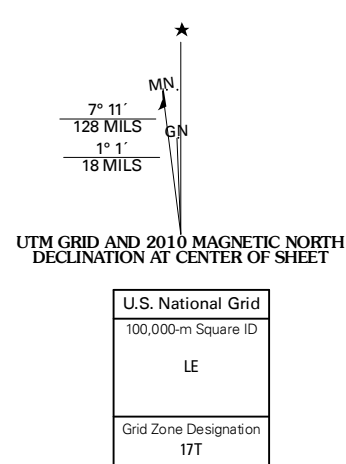 ★
M.N.
7° 11´
128 MILS
GN
1° 1´
18 MILS
UTM GRID AND 2010 MAGNETIC NORTH
DECLINATION AT CENTER OF SHEET
U.S. National Grid
100,000-m Square ID
LE
Grid Zone Designation
17T